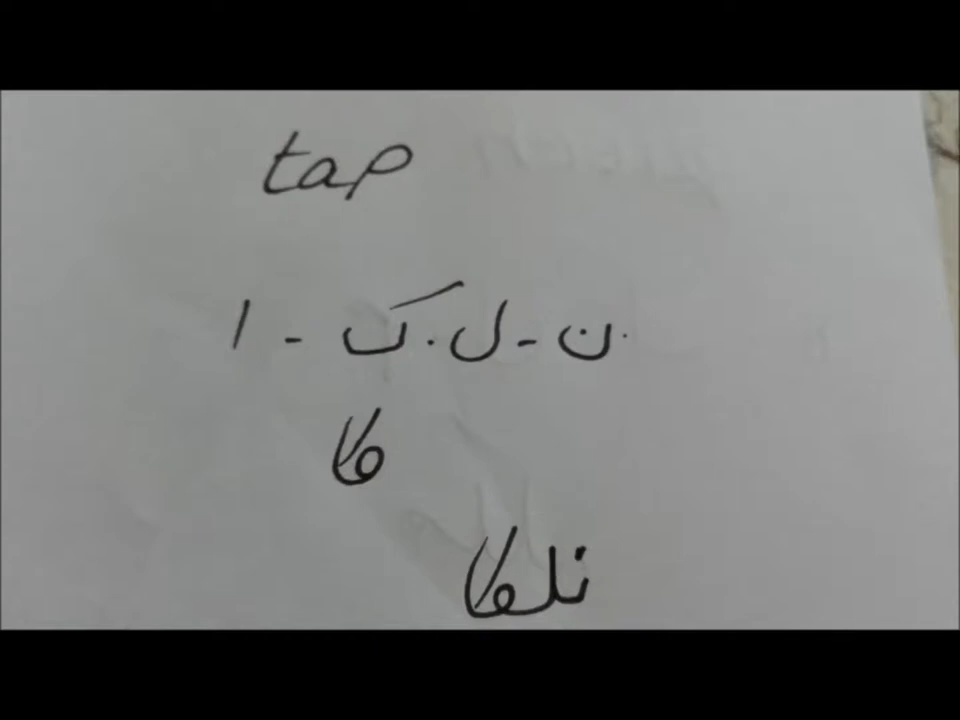 tap
ن - ل . ک - ا
کا
نلکا